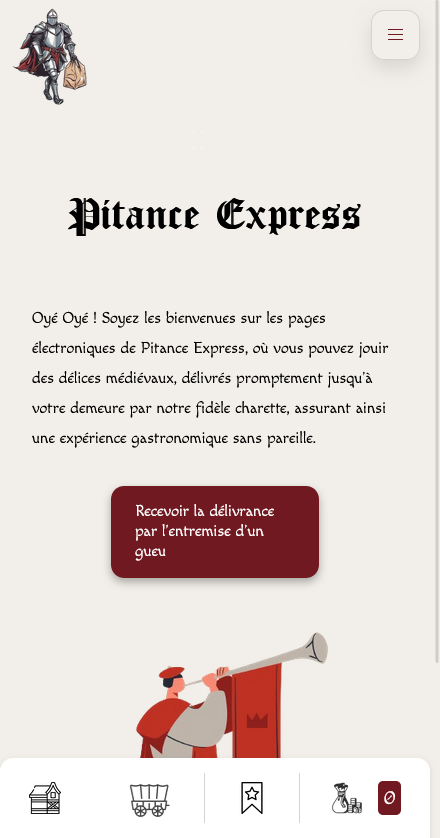 Pitance Express
Oyé Oyé ! Soyez les bienvenues sur les pages
électroniques de Pitance Express, où vous pouvez jouir
des délices médiévaux, délivrés promptement jusqu'à
votre demeure par notre fidèle charette, assurant ainsi
une expérience gastronomique sans pareille.
Recevoir la délivrance
par l'entremise d'un
gueu
0